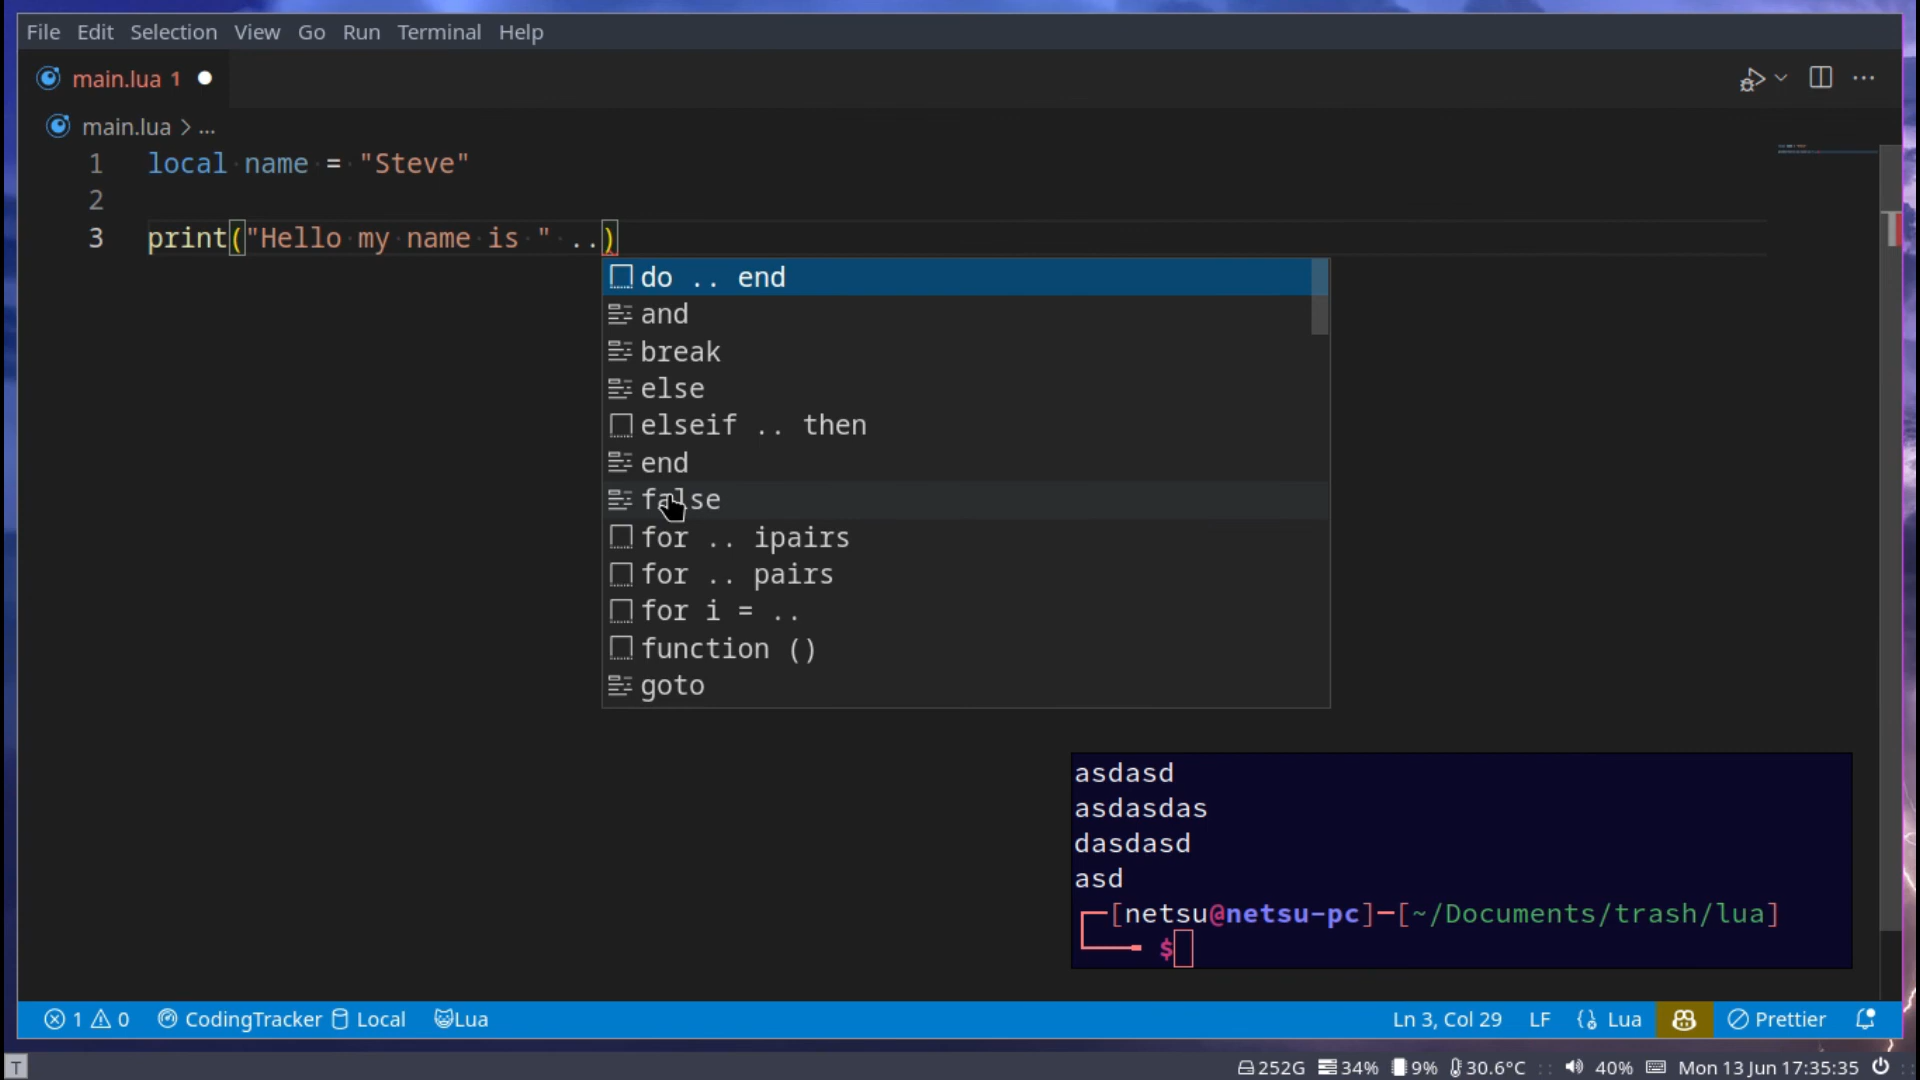 File Edit Selection View Go Run Terminal Help
main.lua 1
main.lua > ...
1 local name = "Steve"
2
3 print("Hello my name is " ..)
do .. end
and
break
else
elseif .. then
end
false
for .. ipairs
for .. pairs
for i = ..
function ()
goto
asdasd
asdasdas
dasdasd
asd
[netsu@netsu-pc]-[~/Documents/trash/lua]
$
1 0 CodingTracker Local Lua Ln 3, Col 29 LF Lua Prettier
T 252G 34% 9% 30.6°C :: 40% Mon 13 Jun 17:35:35